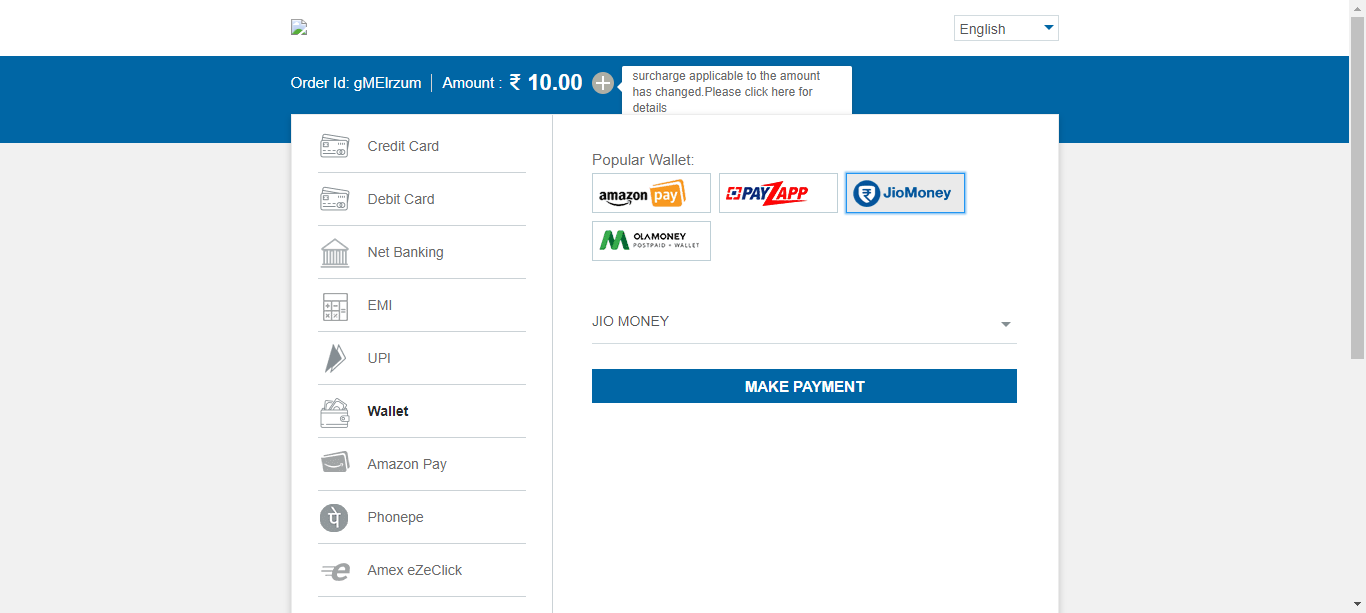 English
Order Id: gMElrzum
Amount : ₹ 10.00
surcharge applicable to the amount
has changed.Please click here for
details
Credit Card
Debit Card
Net Banking
EMI
UPI
Wallet
Amazon Pay
Phonepe
Amex eZeClick
Popular Wallet:
amazon pay
PAYZAPP
JioMoney
OLAMONEY
POSTPAID + WALLET
JIO MONEY
MAKE PAYMENT